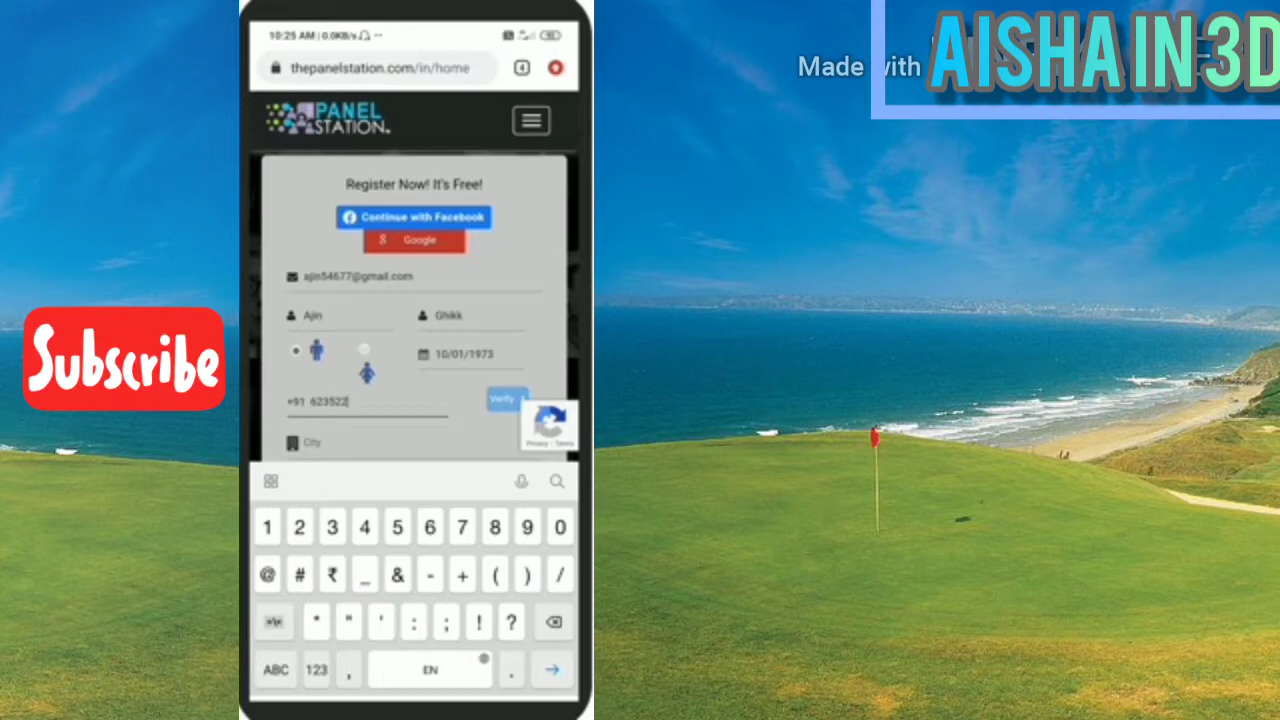 10:25 AM | 0.0KB/s
thepanelstation.com/in/home
4
PANEL
STATION
Register Now! It's Free!
Continue with Facebook
8 Google
ajin54677@gmail.com
Ajin
Ghikk
10/01/1973
+91 623522
Verify
Privacy - Terms
City
1 2 3 4 5 6 7 8 9 0
@ # ₹ _ & - + ( ) /
* " ' : ; ! ?
ABC 123 , EN .
Subscribe
Made with
AISHA IN 3D